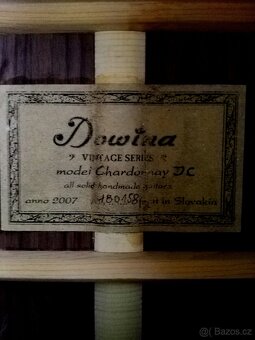 Dowina
VINTAGE SERIES
model Chardonnay DC
all solid handmade guitars
anno 2007 180158 in Slovakia
Bazos.cz